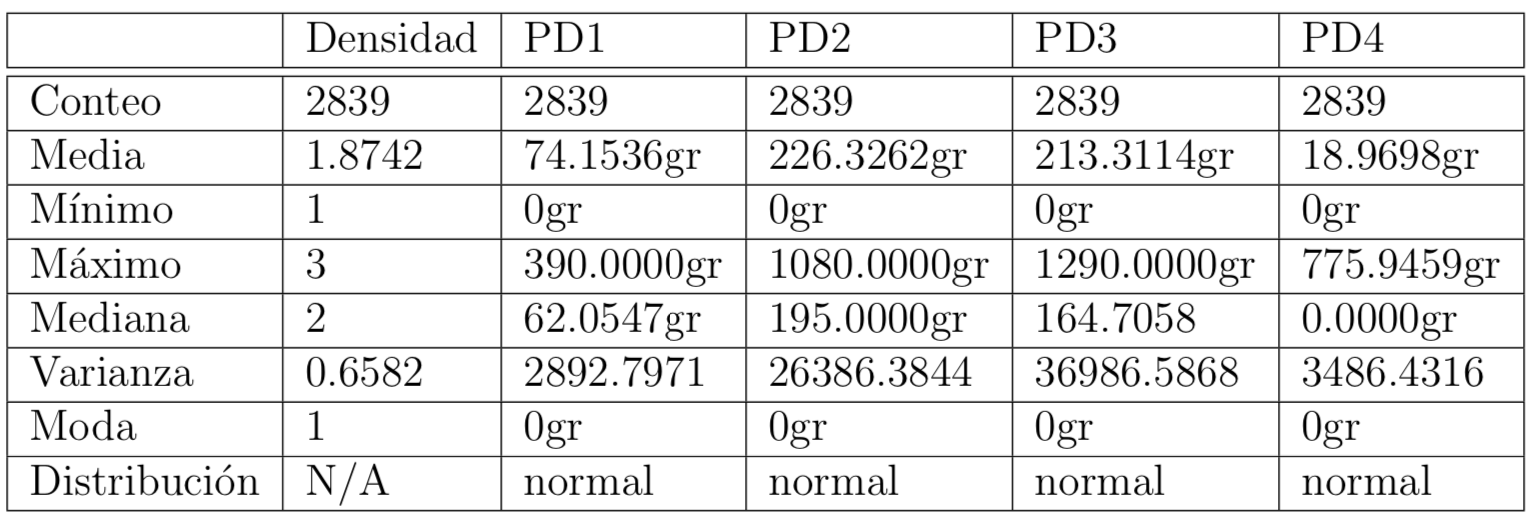 Densidad PD1 PD2 PD3 PD4
Conteo 2839 2839 2839 2839 2839
Media 1.8742 74.1536gr 226.3262gr 213.3114gr 18.9698gr
Mínimo 1 0gr 0gr 0gr 0gr
Máximo 3 390.0000gr 1080.0000gr 1290.0000gr 775.9459gr
Mediana 2 62.0547gr 195.0000gr 164.7058 0.0000gr
Varianza 0.6582 2892.7971 26386.3844 36986.5868 3486.4316
Moda 1 0gr 0gr 0gr 0gr
Distribución N/A normal normal normal normal